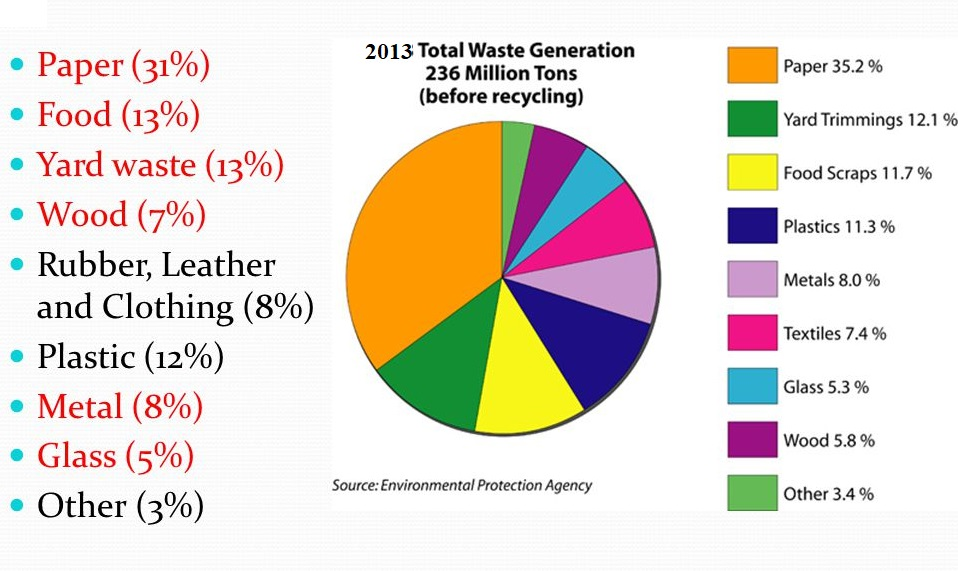 Paper (31%)
Food (13%)
Yard waste (13%)
Wood (7%)
Rubber, Leather
and Clothing (8%)
Plastic (12%)
Metal (8%)
Glass (5%)
Other (3%)
2013 Total Waste Generation
236 Million Tons
(before recycling)
Paper 35.2 %
Yard Trimmings 12.1 %
Food Scraps 11.7 %
Plastics 11.3 %
Metals 8.0 %
Textiles 7.4 %
Glass 5.3 %
Wood 5.8 %
Other 3.4 %
Source: Environmental Protection Agency